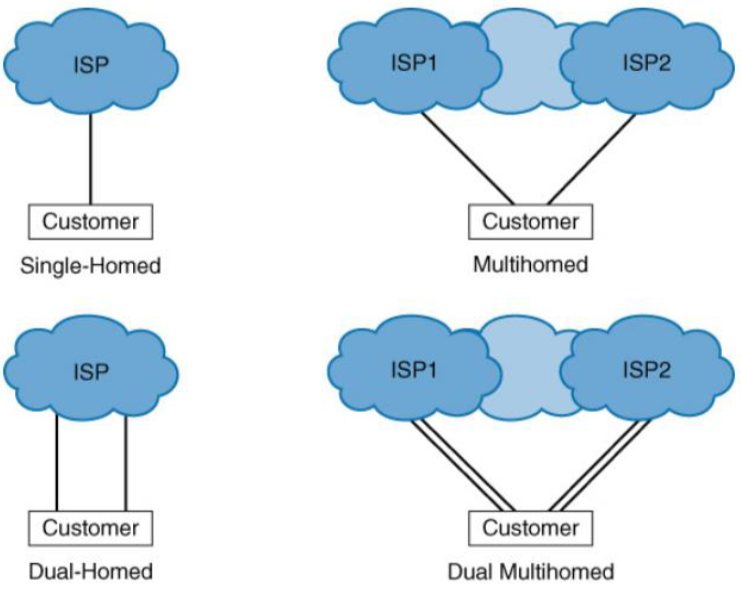 ISP
Customer
Single-Homed
ISP1
ISP2
Customer
Multihomed
ISP
Customer
Dual-Homed
ISP1
ISP2
Customer
Dual Multihomed